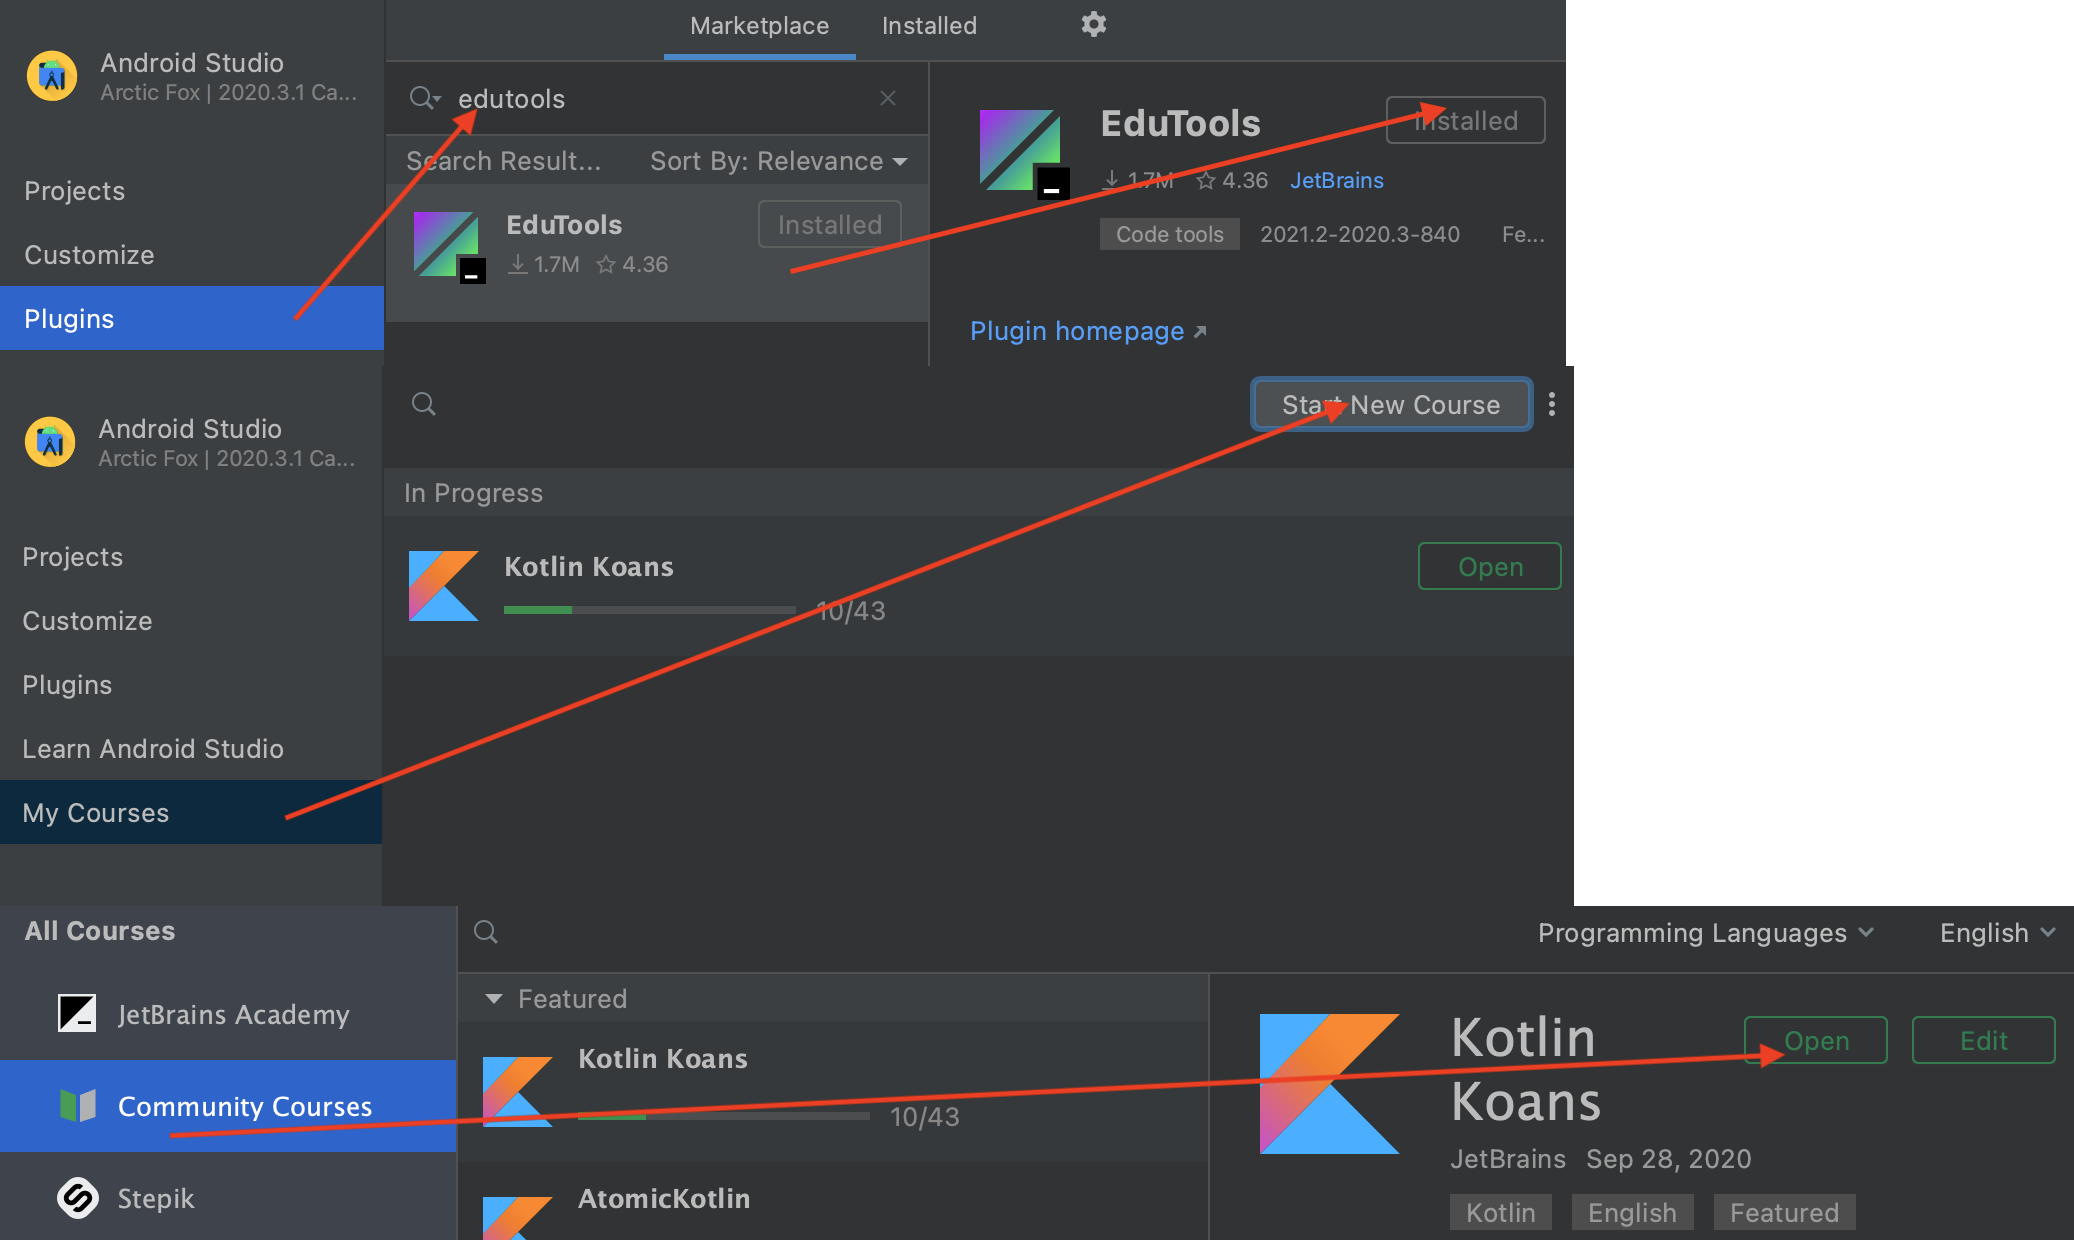 Android Studio
Arctic Fox | 2020.3.1 Ca...
Projects
Customize
Plugins
Marketplace
Installed
edutools
Search Result...
Sort By: Relevance
EduTools
Installed
1.7M
4.36
EduTools
Installed
1.7M
4.36
JetBrains
Code tools
2021.2-2020.3-840
Fe...
Plugin homepage
Android Studio
Arctic Fox | 2020.3.1 Ca...
Projects
Customize
Plugins
Learn Android Studio
My Courses
Start New Course
In Progress
Kotlin Koans
10/43
Open
All Courses
JetBrains Academy
Community Courses
Stepik
Programming Languages
English
Featured
Kotlin Koans
10/43
AtomicKotlin
Kotlin
Koans
Open
Edit
JetBrains Sep 28, 2020
Kotlin
English
Featured